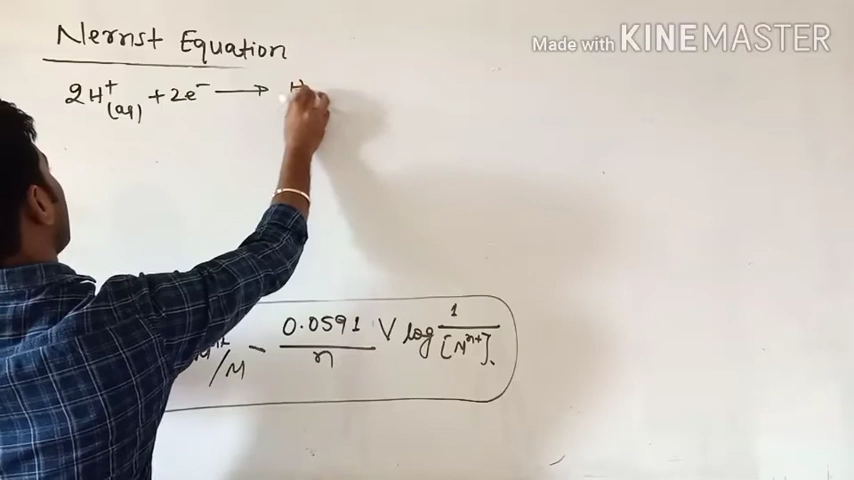 Made with KINEMASTER
Nernst Equation
2H⁺(aq) + 2e⁻ → H
/M − 0.0591/n V log 1/[Mⁿ⁺].